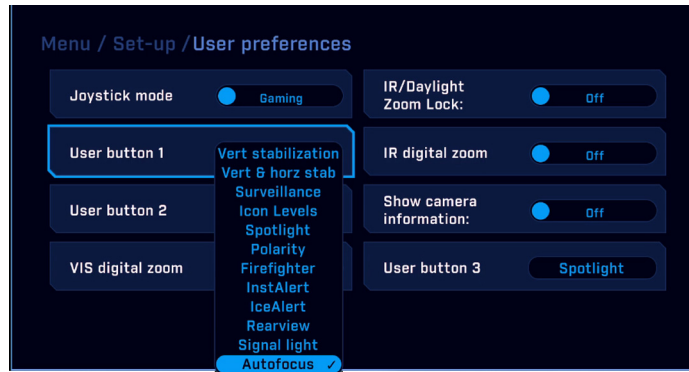 Menu / Set-up /User preferences
Joystick mode
Gaming
IR/Daylight
Zoom Lock:
Off
User button 1
Vert stabilization
Vert & horz stab
Surveillance
Icon Levels
Spotlight
Polarity
Firefighter
InstAlert
IceAlert
Rearview
Signal light
Autofocus ✓
IR digital zoom
Off
User button 2
Show camera
information:
Off
VIS digital zoom
User button 3
Spotlight